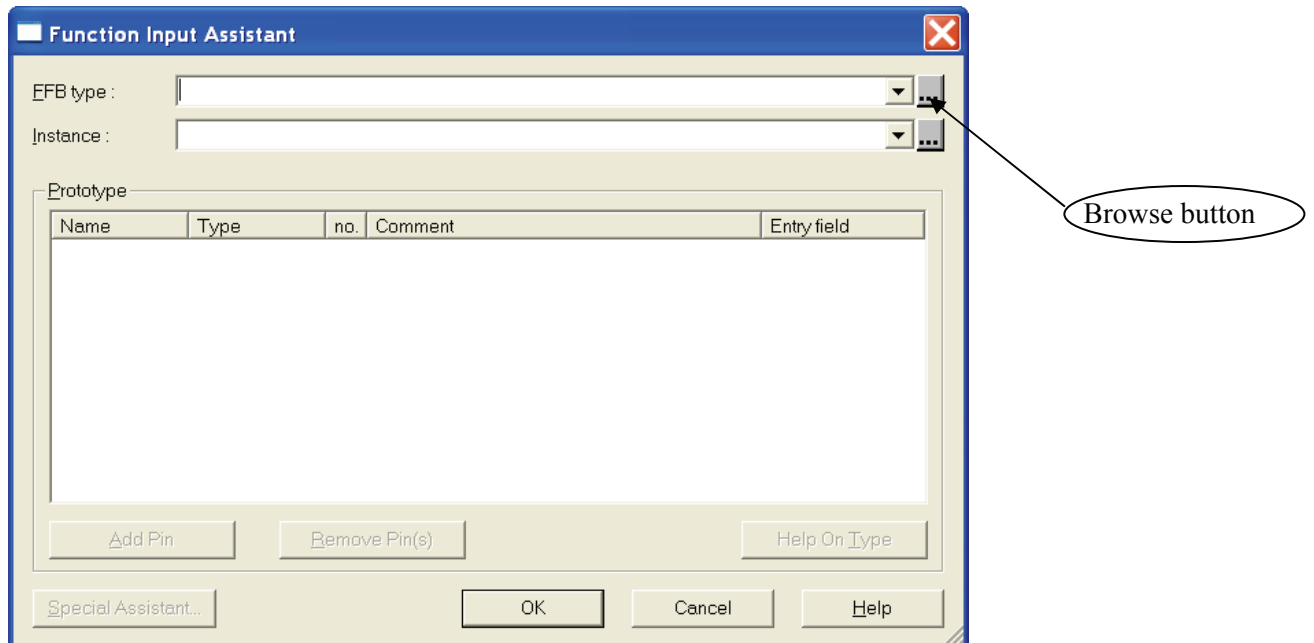 Function Input Assistant
FFB type :
...
Instance :
...
Browse button
Prototype
Name Type no. Comment Entry field
Add Pin Remove Pin(s) Help On Type
Special Assistant... OK Cancel Help